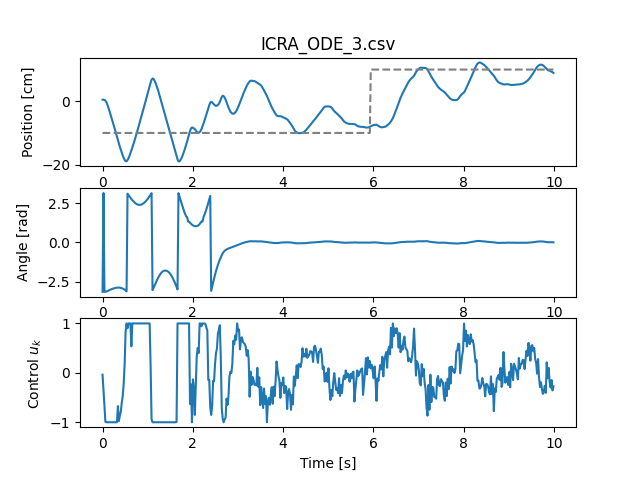 ICRA_ODE_3.csv
Position [cm]
0
−20
0 2 4 6 8 10
Angle [rad]
2.5
0.0
−2.5
0 2 4 6 8 10
Control u_k
1
0
−1
0 2 4 6 8 10
Time [s]